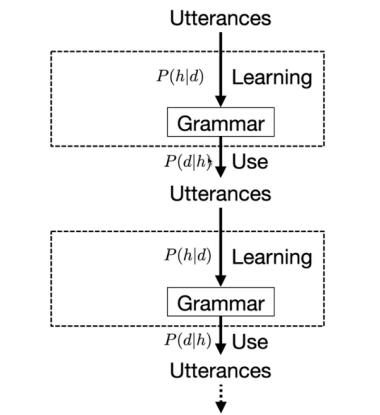 Utterances
P(h|d) Learning
Grammar
P(d|h) Use
Utterances
P(h|d) Learning
Grammar
P(d|h) Use
Utterances